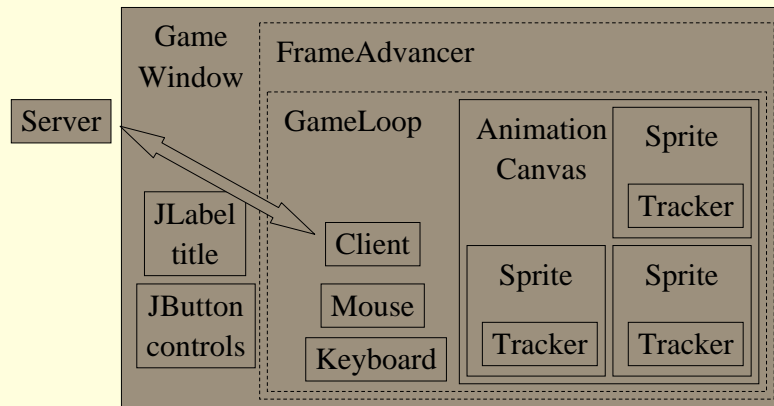 Game
Window
FrameAdvancer
Server
GameLoop
Animation
Canvas
Sprite
Tracker
JLabel
title
Client
Sprite
Tracker
Sprite
Tracker
JButton
controls
Mouse
Keyboard